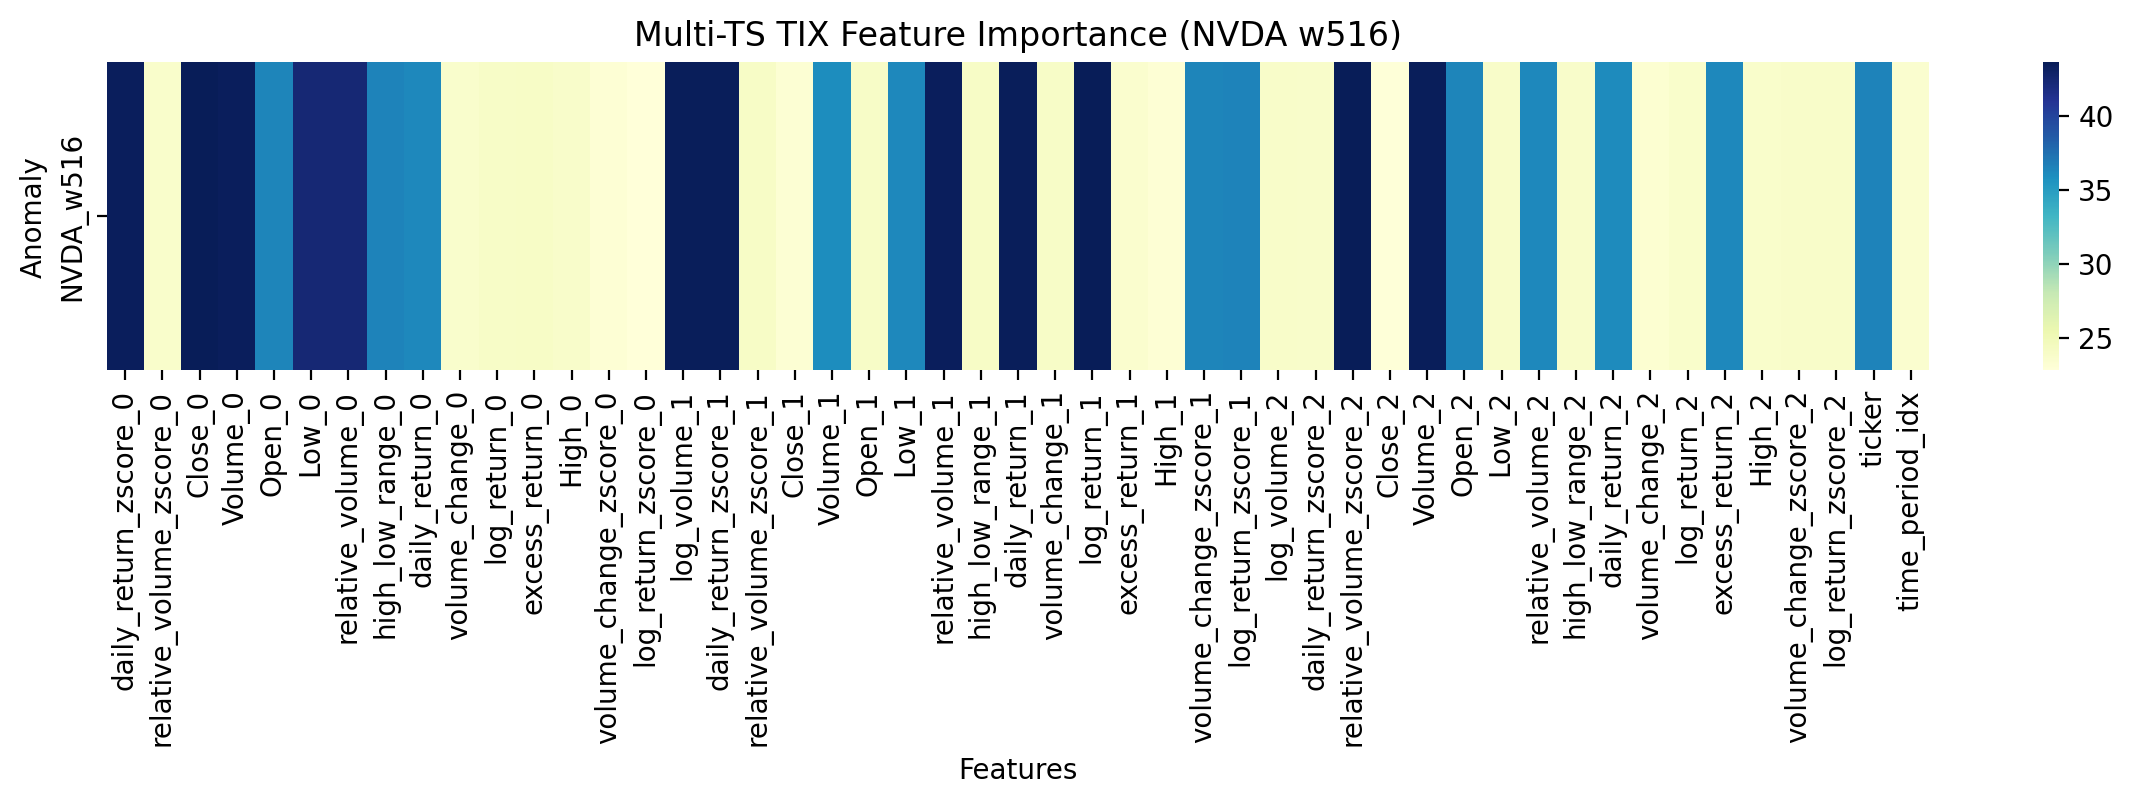 Multi-TS TIX Feature Importance (NVDA w516)
Anomaly
NVDA_w516
40
35
30
25
daily_return_zscore_0
relative_volume_zscore_0
Close_0
Volume_0
Open_0
Low_0
relative_volume_0
high_low_range_0
daily_return_0
volume_change_0
log_return_0
excess_return_0
High_0
volume_change_zscore_0
log_return_zscore_0
log_volume_1
daily_return_zscore_1
relative_volume_zscore_1
Close_1
Volume_1
Open_1
Low_1
relative_volume_1
high_low_range_1
daily_return_1
volume_change_1
log_return_1
excess_return_1
High_1
volume_change_zscore_1
log_return_zscore_1
log_volume_2
daily_return_zscore_2
relative_volume_zscore_2
Close_2
Volume_2
Open_2
Low_2
relative_volume_2
high_low_range_2
daily_return_2
volume_change_2
log_return_2
excess_return_2
High_2
volume_change_zscore_2
log_return_zscore_2
ticker
time_period_idx
Features